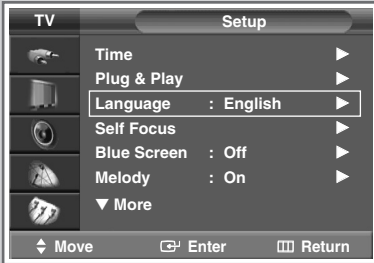 TV Setup
Time ▶
Plug & Play ▶
Language : English ▶
Self Focus ▶
Blue Screen : Off ▶
Melody : On ▶
▼ More
Move Enter Return